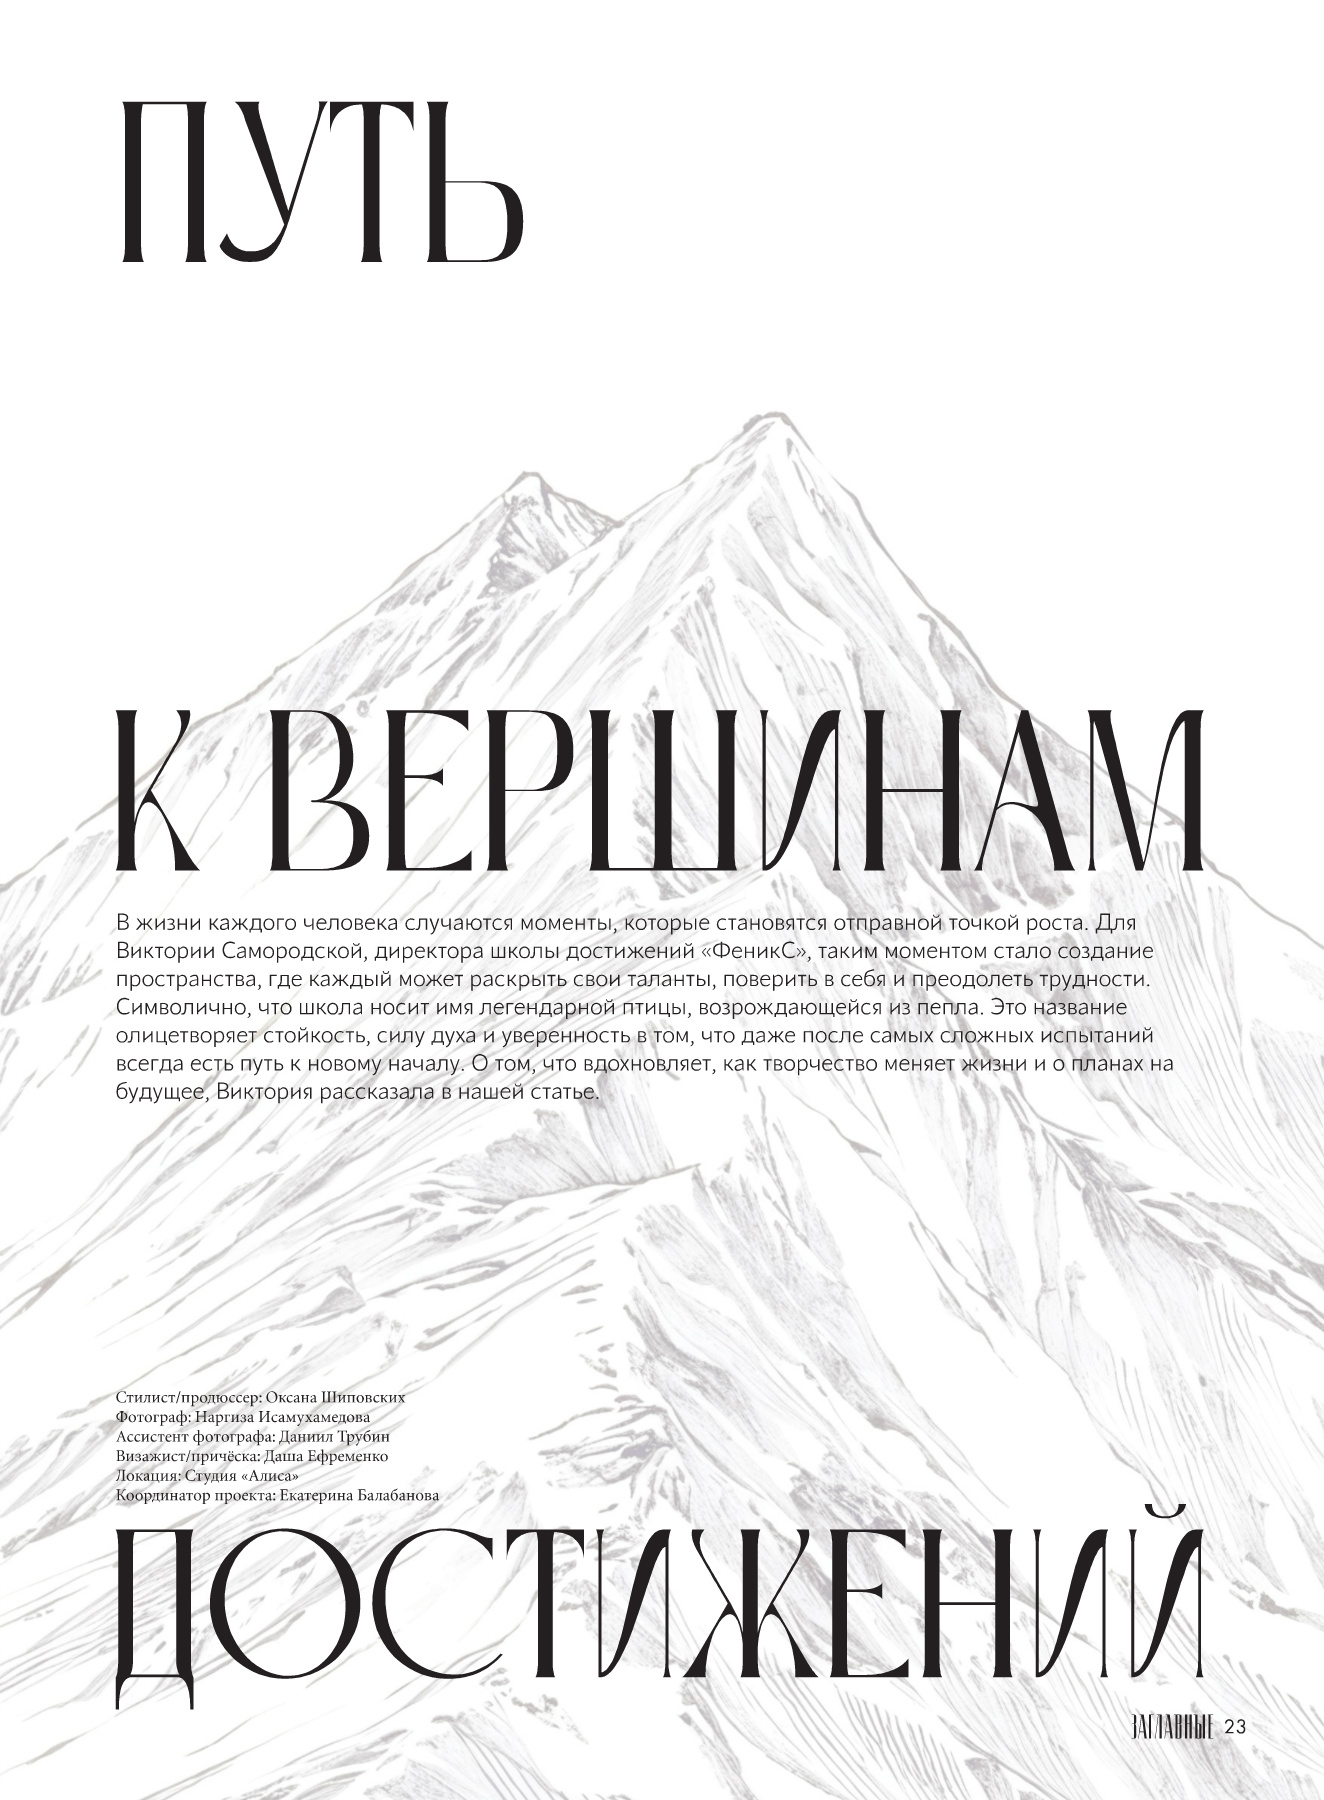 ПУТЬ
К ВЕРШИНАМ
В жизни каждого человека случаются моменты, которые становятся отправной точкой роста. Для
Виктории Самородской, директора школы достижений «ФеникС», таким моментом стало создание
пространства, где каждый может раскрыть свои таланты, поверить в себя и преодолеть трудности.
Символично, что школа носит имя легендарной птицы, возрождающейся из пепла. Это название
олицетворяет стойкость, силу духа и уверенность в том, что даже после самых сложных испытаний
всегда есть путь к новому началу. О том, что вдохновляет, как творчество меняет жизни и о планах на
будущее, Виктория рассказала в нашей статье.
Стилист/продюссер: Оксана Шиповских
Фотограф: Наргиза Исамухамедова
Ассистент фотографа: Даниил Трубин
Визажист/причёска: Даша Ефременко
Локация: Студия «Алиса»
Координатор проекта: Екатерина Балабанова
ДОСТИЖЕНИЙ
ЗАГЛАВНЫЕ 23